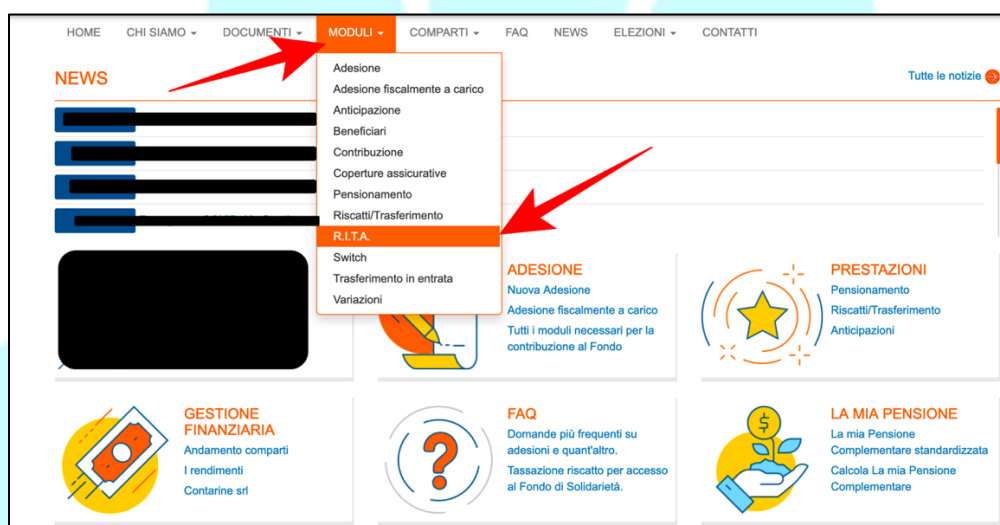 HOME CHI SIAMO DOCUMENTI MODULI COMPARTI FAQ NEWS ELEZIONI CONTATTI
NEWS
Tutte le notizie
Adesione
Adesione fiscalmente a carico
Anticipazione
Beneficiari
Contribuzione
Coperture assicurative
Pensionamento
Riscatti/Trasferimento
R.I.T.A.
Switch
Trasferimento in entrata
Variazioni
ADESIONE
Nuova Adesione
Adesione fiscalmente a carico
Tutti i moduli necessari per la
contribuzione al Fondo
PRESTAZIONI
Pensionamento
Riscatti/Trasferimento
Anticipazioni
GESTIONE
FINANZIARIA
Andamento comparti
I rendimenti
Contarine srl
FAQ
Domande più frequenti su
adesioni e quant'altro.
Tassazione riscatto per accesso
al Fondo di Solidarietà.
LA MIA PENSIONE
La mia Pensione
Complementare standardizzata
Calcola La mia Pensione
Complementare